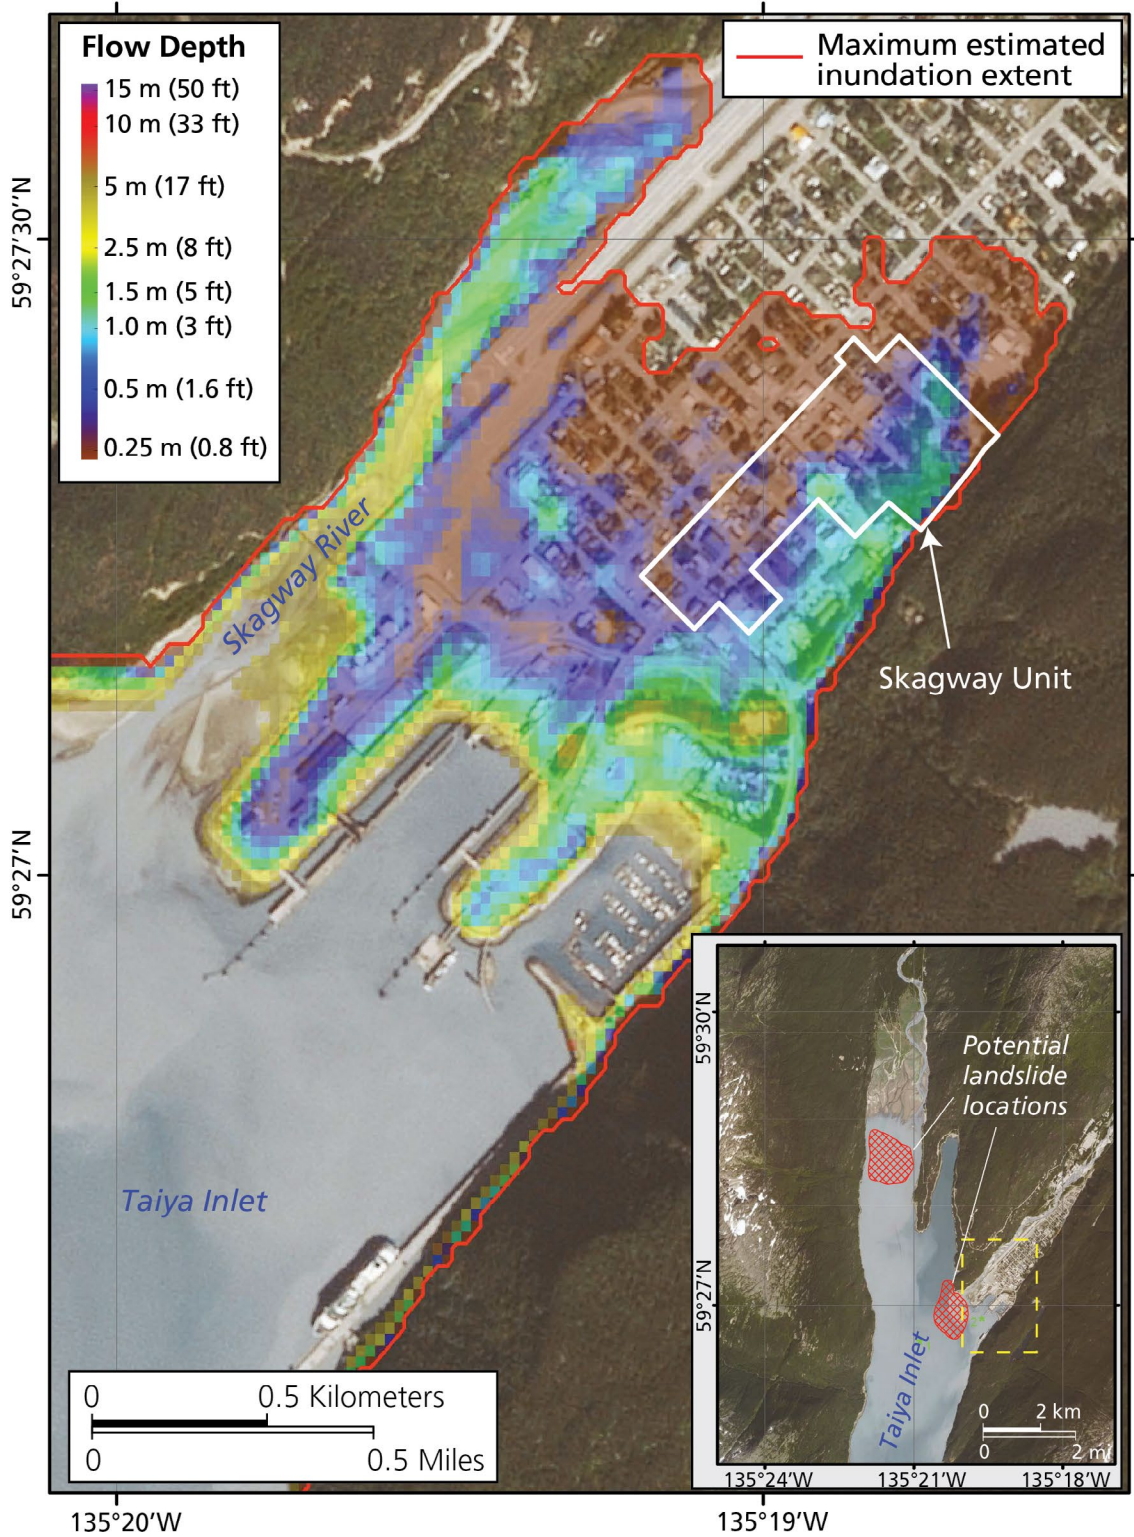 Flow Depth
15 m (50 ft)
10 m (33 ft)
5 m (17 ft)
2.5 m (8 ft)
1.5 m (5 ft)
1.0 m (3 ft)
0.5 m (1.6 ft)
0.25 m (0.8 ft)
Maximum estimated
inundation extent
59°27′30′′N
59°27′N
Skagway River
Skagway Unit
Taiya Inlet
0 0.5 Kilometers
0 0.5 Miles
135°20′W
135°19′W
59°30′N
59°27′N
Potential
landslide
locations
Taiya Inlet
0 2 km
0 2 mi
135°24′W
135°21′W
135°18′W